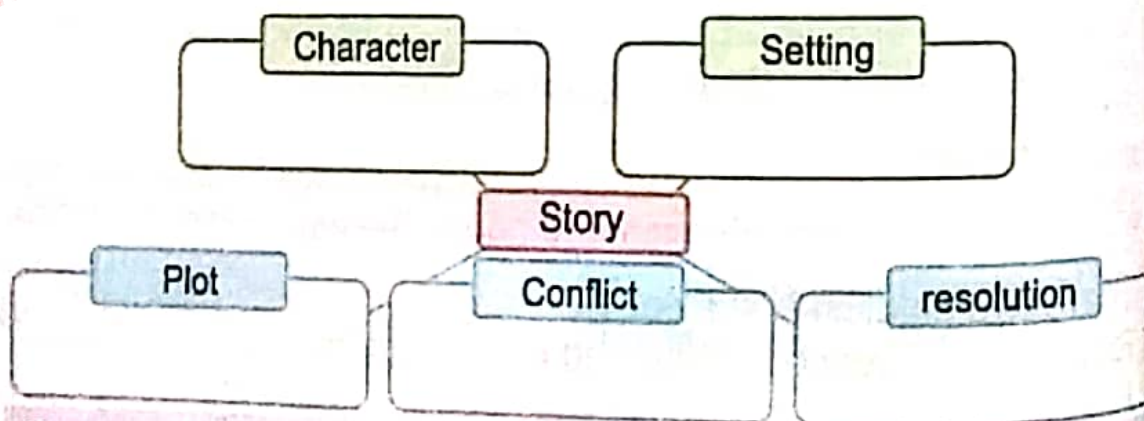 Character
Setting
Story
Plot
Conflict
resolution